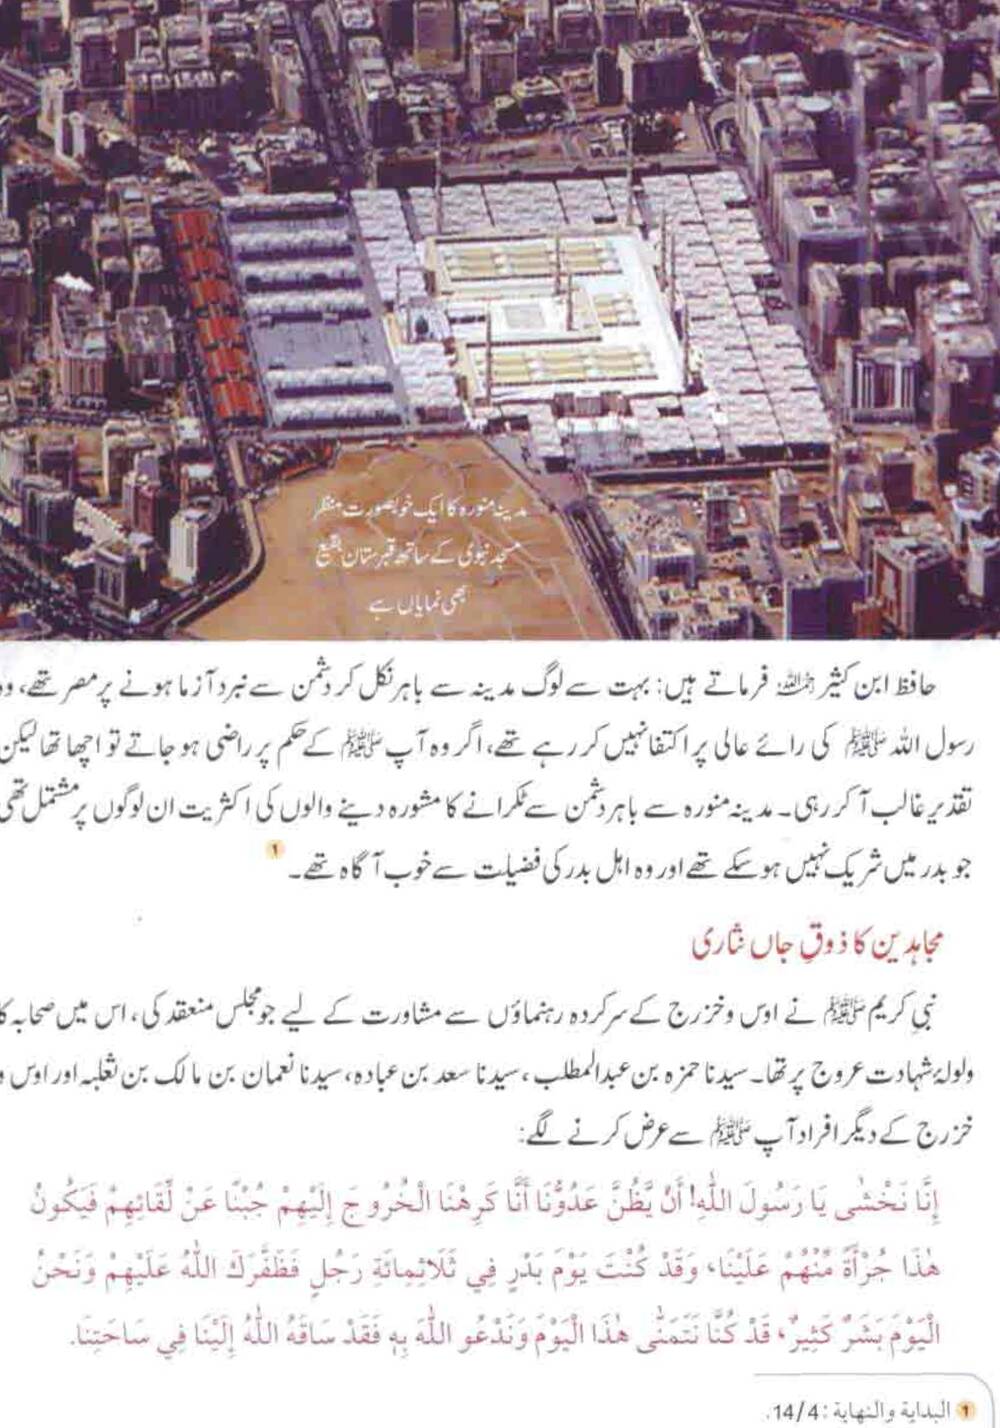 مدینہ منورہ کا ایک خوبصورت منظر
مسجد نبوی کے ساتھ قبرستان بقیع
بھی نمایاں ہے
حافظ ابن کثیر رحمہ اللہ فرماتے ہیں: بہت سے لوگ مدینہ سے باہر نکل کر دشمن سے نبرد آزما ہونے پر مصر تھے، وہ
رسول اللہ ﷺ کی رائے عالی پر اکتفا نہیں کر رہے تھے، اگر وہ آپ ﷺ کے حکم پر راضی ہو جاتے تو اچھا تھا لیکن
تقدیر غالب آ کر رہی۔ مدینہ منورہ سے باہر دشمن سے ٹکرانے کا مشورہ دینے والوں کی اکثریت ان لوگوں پر مشتمل تھی
جو بدر میں شریک نہیں ہو سکے تھے اور وہ اہل بدر کی فضیلت سے خوب آگاہ تھے۔ 1
مجاہدین کا ذوقِ جاں نثاری
نبی کریم ﷺ نے اوس و خزرج کے سرکردہ رہنماؤں سے مشاورت کے لیے جو مجلس منعقد کی، اس میں صحابہ کا
ولولۂ شہادت عروج پر تھا۔ سیدنا حمزہ بن عبدالمطلب، سیدنا سعد بن عبادہ، سیدنا نعمان بن مالک بن ثعلبہ اور اوس و
خزرج کے دیگر افراد آپ ﷺ سے عرض کرنے لگے:
إِنَّا نَخْشٰى يَا رَسُولَ اللّٰهِ! أَنْ يَّظُنَّ عَدُوُّنَا أَنَّا كَرِهْنَا الْخُرُوجَ إِلَيْهِمْ جُبْنًا عَنْ لِّقَائِهِمْ فَيَكُونُ
هٰذَا جُرْأَةً مِّنْهُمْ عَلَيْنَا، وَقَدْ كُنْتَ يَوْمَ بَدْرٍ فِي ثَلَاثِمِائَةِ رَجُلٍ فَظَفَّرَكَ اللّٰهُ عَلَيْهِمْ وَنَحْنُ
الْيَوْمَ بَشَرٌ كَثِيرٌ، قَدْ كُنَّا نَتَمَنّٰى هٰذَا الْيَوْمَ وَنَدْعُو اللّٰهَ بِهٖ فَقَدْ سَاقَهُ اللّٰهُ إِلَيْنَا فِي سَاحَتِنَا.
1 البداية والنهاية: 14/4.